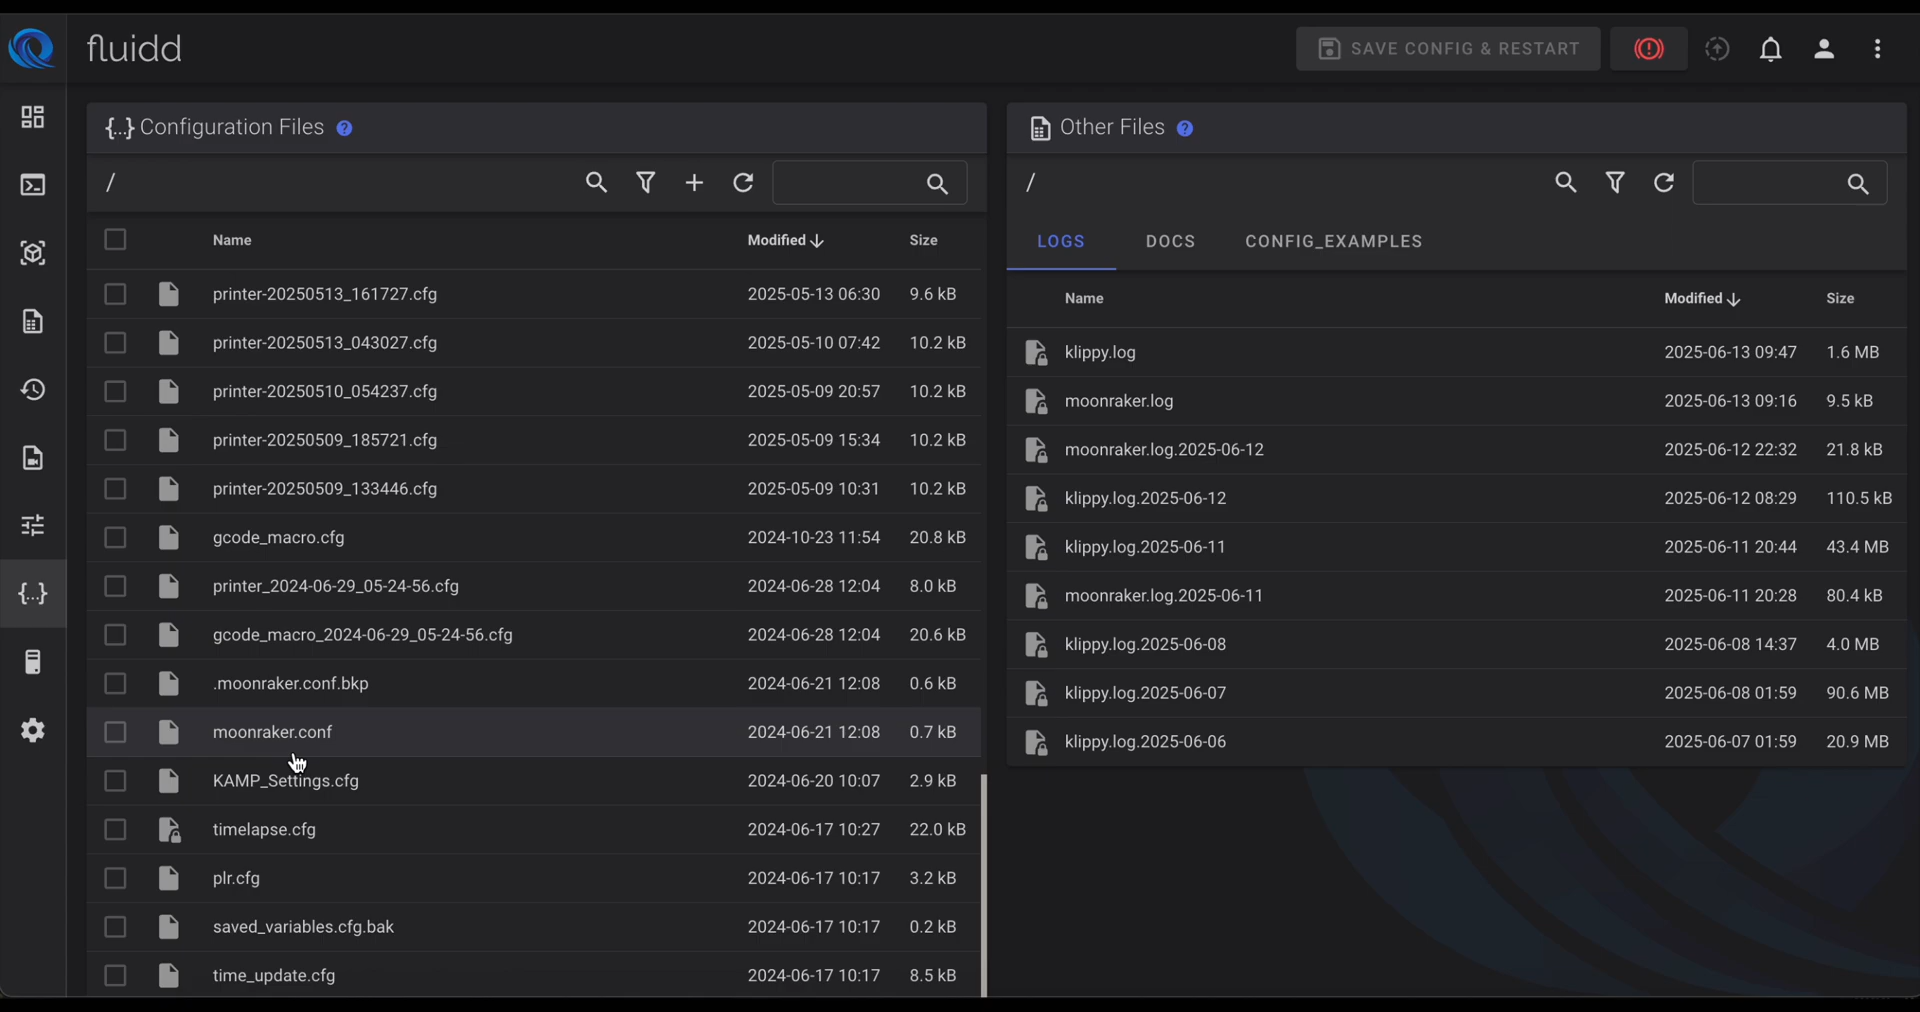 fluidd
SAVE CONFIG & RESTART
{...} Configuration Files ?
/
Name Modified Size
printer-20250513_161727.cfg 2025-05-13 06:30 9.6 kB
printer-20250513_043027.cfg 2025-05-10 07:42 10.2 kB
printer-20250510_054237.cfg 2025-05-09 20:57 10.2 kB
printer-20250509_185721.cfg 2025-05-09 15:34 10.2 kB
printer-20250509_133446.cfg 2025-05-09 10:31 10.2 kB
gcode_macro.cfg 2024-10-23 11:54 20.8 kB
printer_2024-06-29_05-24-56.cfg 2024-06-28 12:04 8.0 kB
gcode_macro_2024-06-29_05-24-56.cfg 2024-06-28 12:04 20.6 kB
.moonraker.conf.bkp 2024-06-21 12:08 0.6 kB
moonraker.conf 2024-06-21 12:08 0.7 kB
KAMP_Settings.cfg 2024-06-20 10:07 2.9 kB
timelapse.cfg 2024-06-17 10:27 22.0 kB
plr.cfg 2024-06-17 10:17 3.2 kB
saved_variables.cfg.bak 2024-06-17 10:17 0.2 kB
time_update.cfg 2024-06-17 10:17 8.5 kB
Other Files ?
/
LOGS DOCS CONFIG_EXAMPLES
Name Modified Size
klippy.log 2025-06-13 09:47 1.6 MB
moonraker.log 2025-06-13 09:16 9.5 kB
moonraker.log.2025-06-12 2025-06-12 22:32 21.8 kB
klippy.log.2025-06-12 2025-06-12 08:29 110.5 kB
klippy.log.2025-06-11 2025-06-11 20:44 43.4 MB
moonraker.log.2025-06-11 2025-06-11 20:28 80.4 kB
klippy.log.2025-06-08 2025-06-08 14:37 4.0 MB
klippy.log.2025-06-07 2025-06-08 01:59 90.6 MB
klippy.log.2025-06-06 2025-06-07 01:59 20.9 MB
{...}